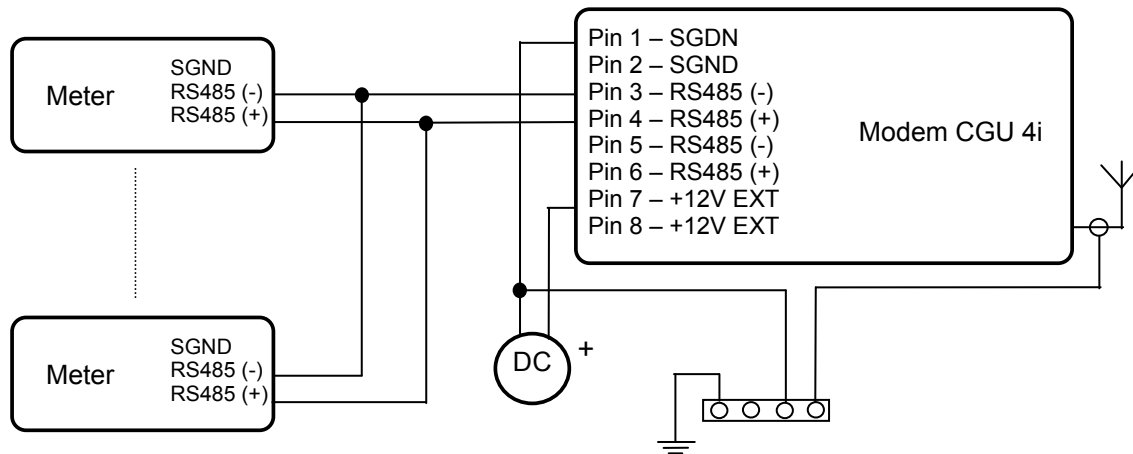 Meter
SGND
RS485 (-)
RS485 (+)
Pin 1 – SGDN
Pin 2 – SGND
Pin 3 – RS485 (-)
Pin 4 – RS485 (+)
Pin 5 – RS485 (-)
Pin 6 – RS485 (+)
Pin 7 – +12V EXT
Pin 8 – +12V EXT
Modem CGU 4i
Meter
SGND
RS485 (-)
RS485 (+)
DC
+